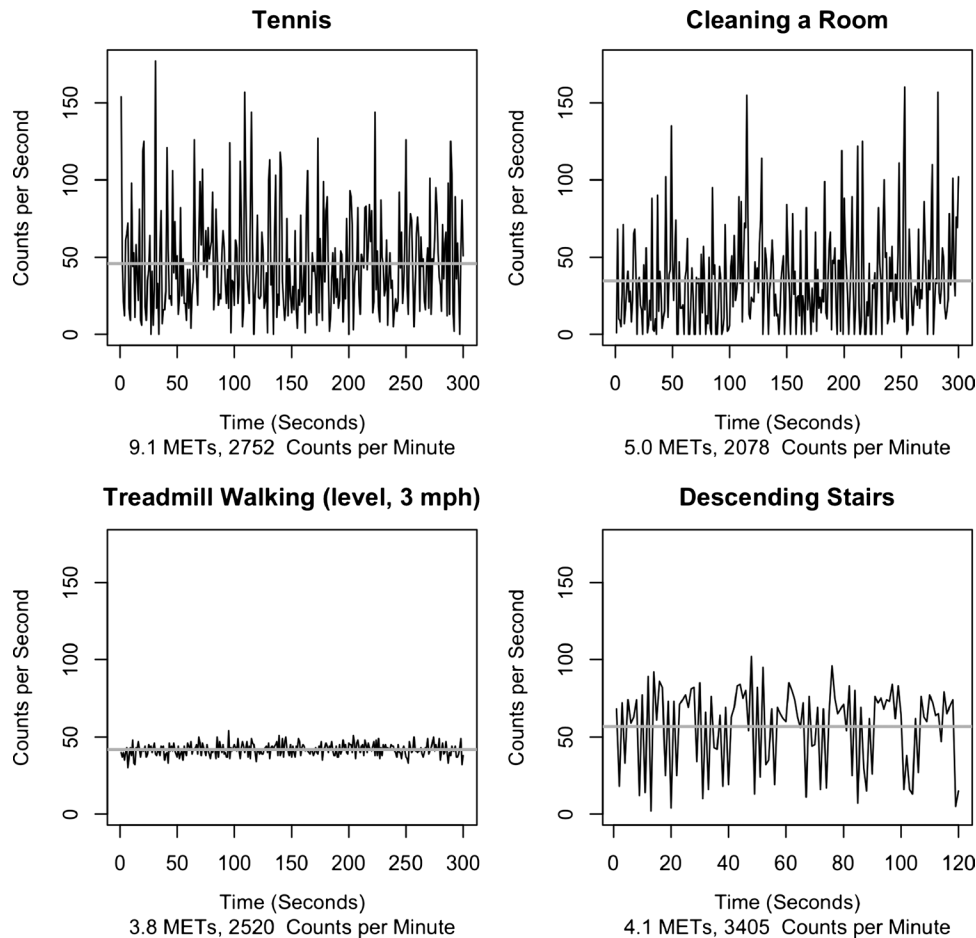 Tennis
Counts per Second
150
100
50
0
0 50 100 150 200 250 300
Time (Seconds)
9.1 METs, 2752 Counts per Minute
Cleaning a Room
Counts per Second
150
100
50
0
0 50 100 150 200 250 300
Time (Seconds)
5.0 METs, 2078 Counts per Minute
Treadmill Walking (level, 3 mph)
Counts per Second
150
100
50
0
0 50 100 150 200 250 300
Time (Seconds)
3.8 METs, 2520 Counts per Minute
Descending Stairs
Counts per Second
150
100
50
0
0 20 40 60 80 100 120
Time (Seconds)
4.1 METs, 3405 Counts per Minute